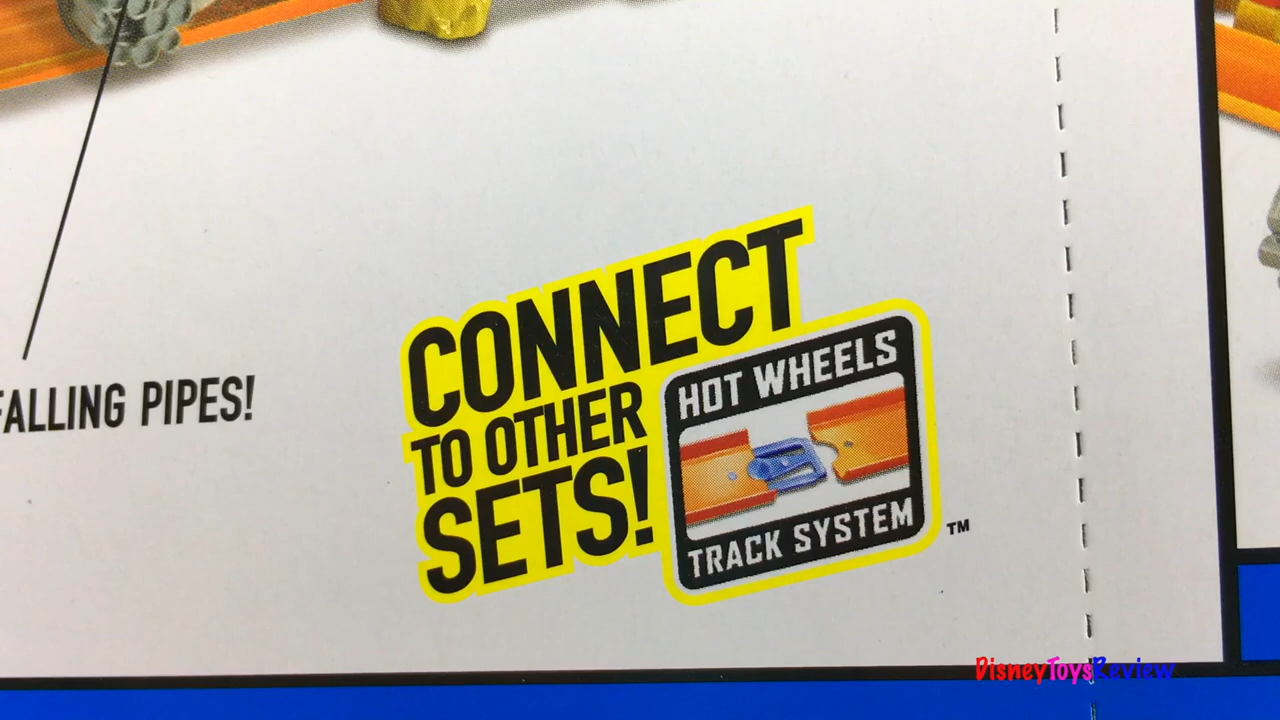 FALLING PIPES!
CONNECT
TO OTHER
SETS!
HOT WHEELS
TRACK SYSTEM
™
DisneyToysReview